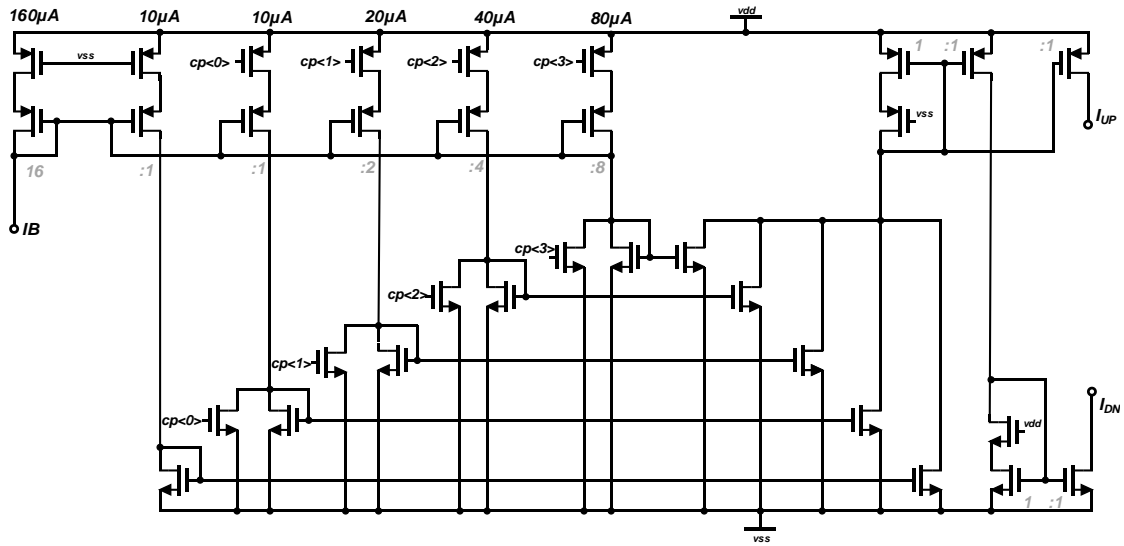 160µA 10µA 10µA 20µA 40µA 80µA vdd
vss cp<0> cp<1> cp<2> cp<3> 1 :1 :1
vss I_UP
16 :1 :1 :2 :4 :8
IB
cp<3>
cp<2>
cp<1>
cp<0>
I_DN
vdd
1 :1
vss